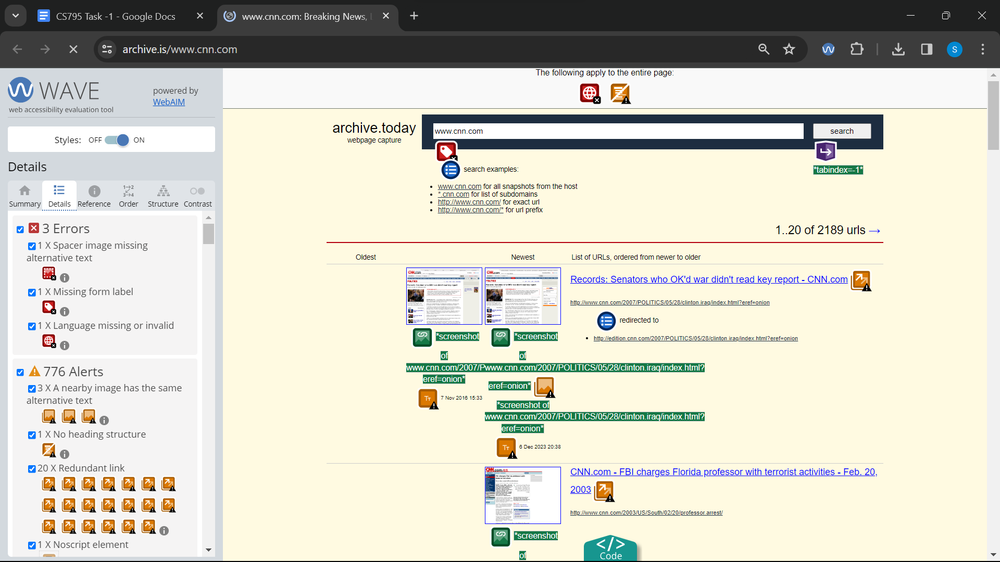 CS795 Task -1 - Google Docs
www.cnn.com: Breaking News,
archive.is/www.cnn.com
S
WAVE
web accessibility evaluation tool
powered by
WebAIM
Styles: OFF ON
Details
Summary Details Reference Order Structure Contrast
3 Errors
1 X Spacer image missing
alternative text
1 X Missing form label
1 X Language missing or invalid
776 Alerts
3 X A nearby image has the same
alternative text
1 X No heading structure
20 X Redundant link
1 X Noscript element
The following apply to the entire page:
archive.today
webpage capture
www.cnn.com
search
*tabindex=-1*
search examples:
www.cnn.com for all snapshots from the host
*.cnn.com for list of subdomains
http://www.cnn.com/ for exact url
http://www.cnn.com/* for url prefix
1..20 of 2189 urls →
Oldest Newest List of URLs, ordered from newer to older
Records: Senators who OK'd war didn't read key report - CNN.com
http://www.cnn.com/2007/POLITICS/05/28/clinton.iraq/index.html?eref=onion
redirected to
http://edition.cnn.com/2007/POLITICS/05/28/clinton.iraq/index.html?eref=onion
*screenshot *screenshot
of of
www.cnn.com/2007/Pwww.cnn.com/2007/POLITICS/05/28/clinton.iraq/index.html?
eref=onion*
eref=onion*
7 Nov 2016 15:33
*screenshot of
www.cnn.com/2007/POLITICS/05/28/clinton.iraq/index.html?
eref=onion*
6 Dec 2023 20:38
CNN.com - FBI charges Florida professor with terrorist activities - Feb. 20,
2003
http://www.cnn.com/2003/US/South/02/20/professor.arrest/
*screenshot
of
</> Code